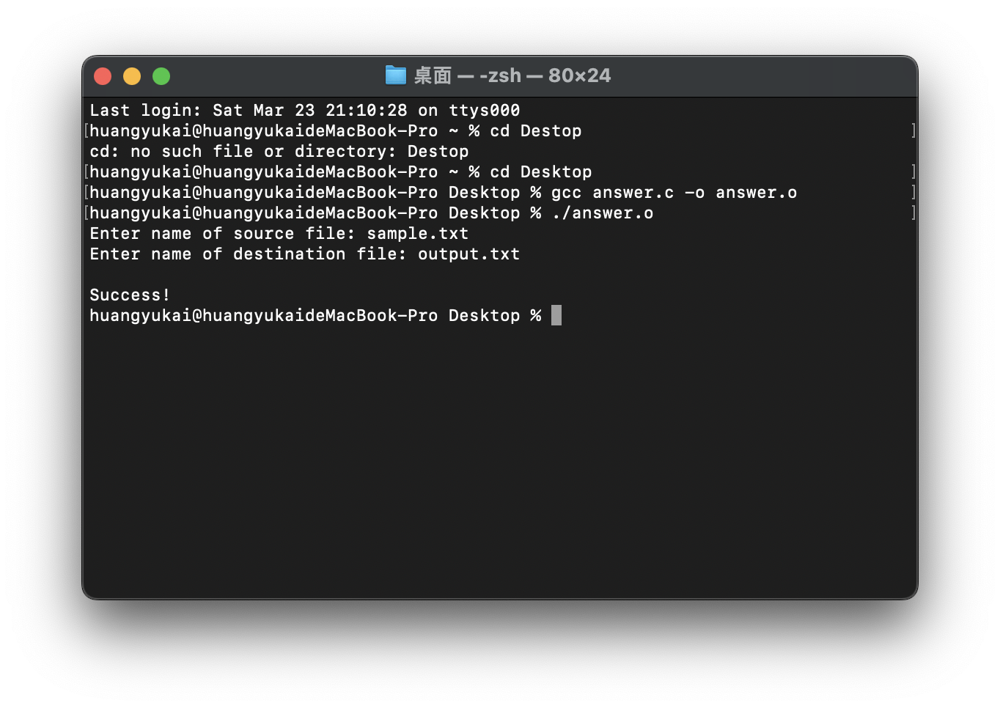 桌面 — -zsh — 80×24
Last login: Sat Mar 23 21:10:28 on ttys000
[huangyukai@huangyukaideMacBook-Pro ~ % cd Destop ]
cd: no such file or directory: Destop
[huangyukai@huangyukaideMacBook-Pro ~ % cd Desktop ]
[huangyukai@huangyukaideMacBook-Pro Desktop % gcc answer.c -o answer.o ]
[huangyukai@huangyukaideMacBook-Pro Desktop % ./answer.o ]
Enter name of source file: sample.txt
Enter name of destination file: output.txt
Success!
huangyukai@huangyukaideMacBook-Pro Desktop %